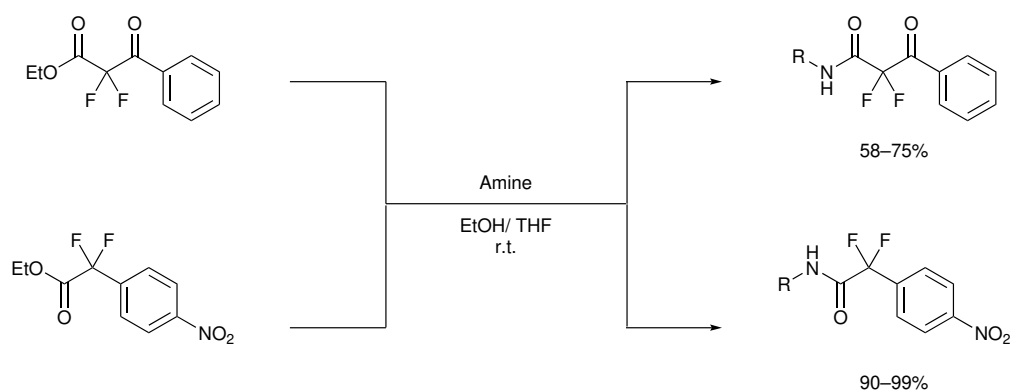 O O
EtO
F F
Amine
EtOH/ THF
r.t.
O O
R
N
H
F F
58–75%
F F
EtO
O
NO₂
H
N
R
F F
O
NO₂
90–99%